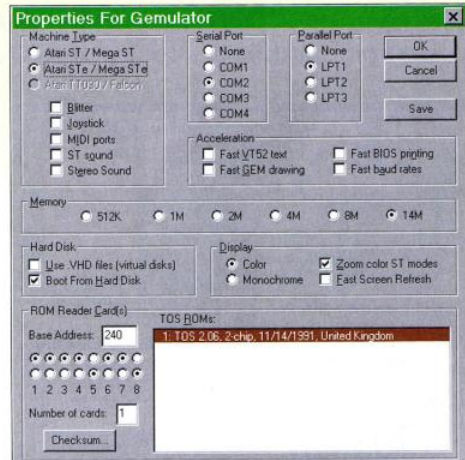 Properties For Gemulator
Machine Type
Atari ST / Mega ST
Atari STe / Mega STe
Atari TT030 / Falcon
Blitter
Joystick
MIDI ports
ST sound
Stereo Sound
Serial Port
None
COM1
COM2
COM3
COM4
Parallel Port
None
LPT1
LPT2
LPT3
OK
Cancel
Save
Acceleration
Fast VT52 text
Fast GEM drawing
Fast BIOS printing
Fast baud rates
Memory
512K 1M 2M 4M 8M 14M
Hard Disk
Use .VHD files (virtual disks)
Boot From Hard Disk
Display
Color
Monochrome
Zoom color ST modes
Fast Screen Refresh
ROM Reader Card(s)
Base Address: 240
1 2 3 4 5 6 7 8
Number of cards: 1
Checksum...
TOS ROMs:
1: TOS 2.06, 2-chip, 11/14/1991, United Kingdom